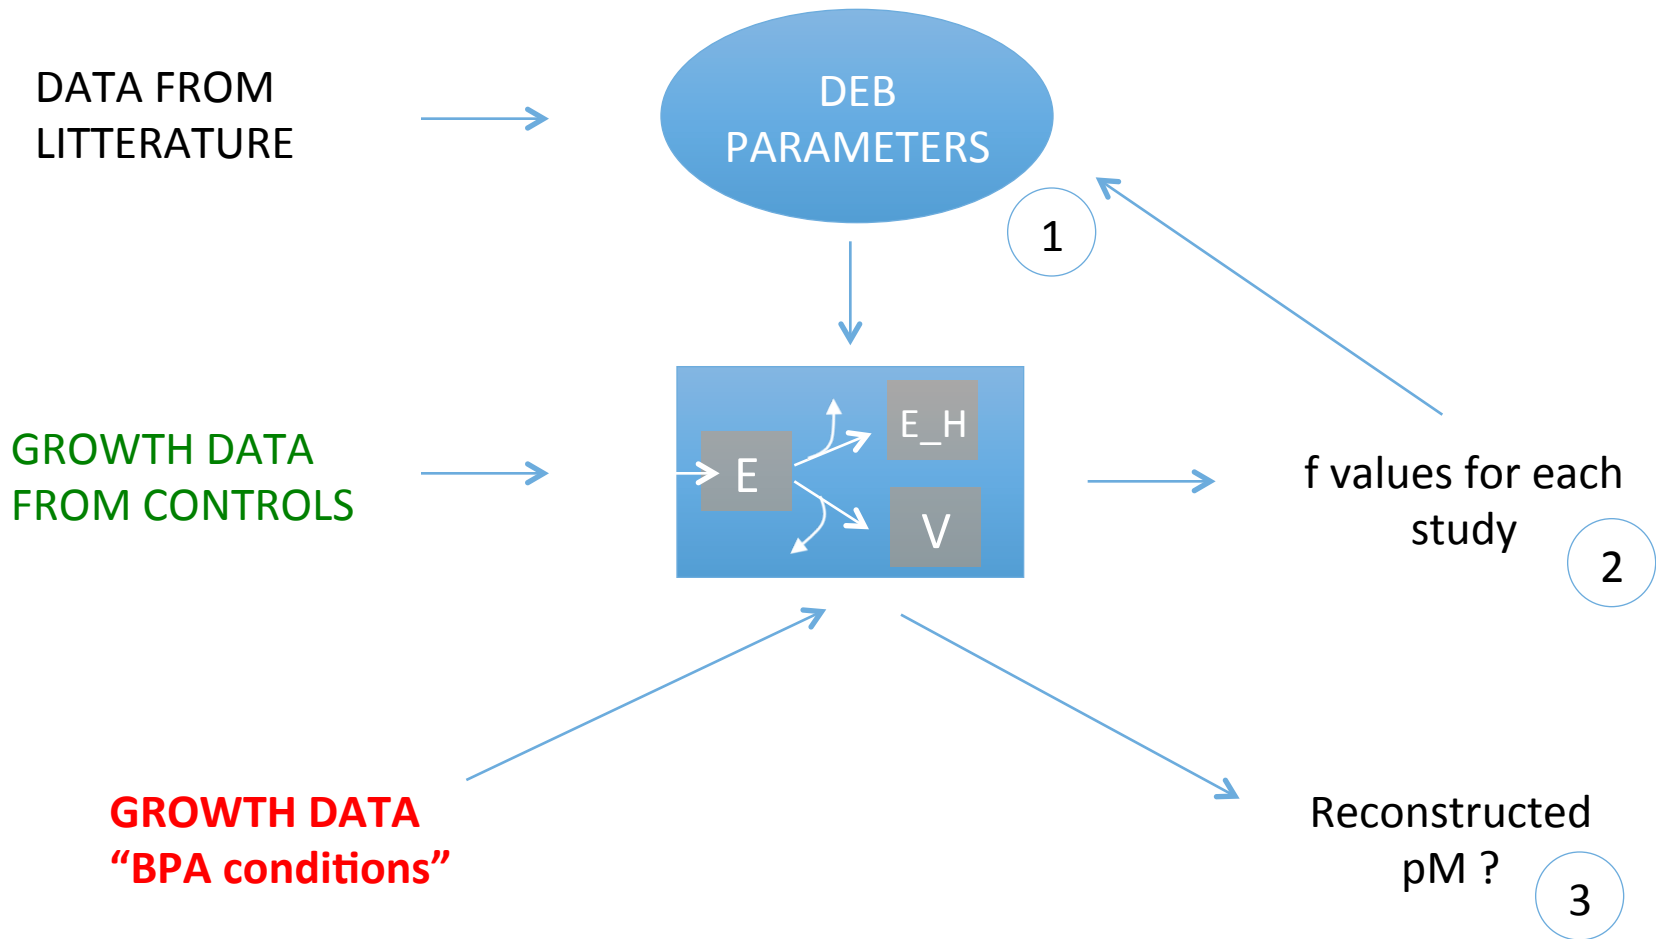 DATA FROM
LITTERATURE
DEB
PARAMETERS
1
GROWTH DATA
FROM CONTROLS
E
E_H
V
f values for each
study
2
GROWTH DATA
“BPA conditions”
Reconstructed
pM ?
3